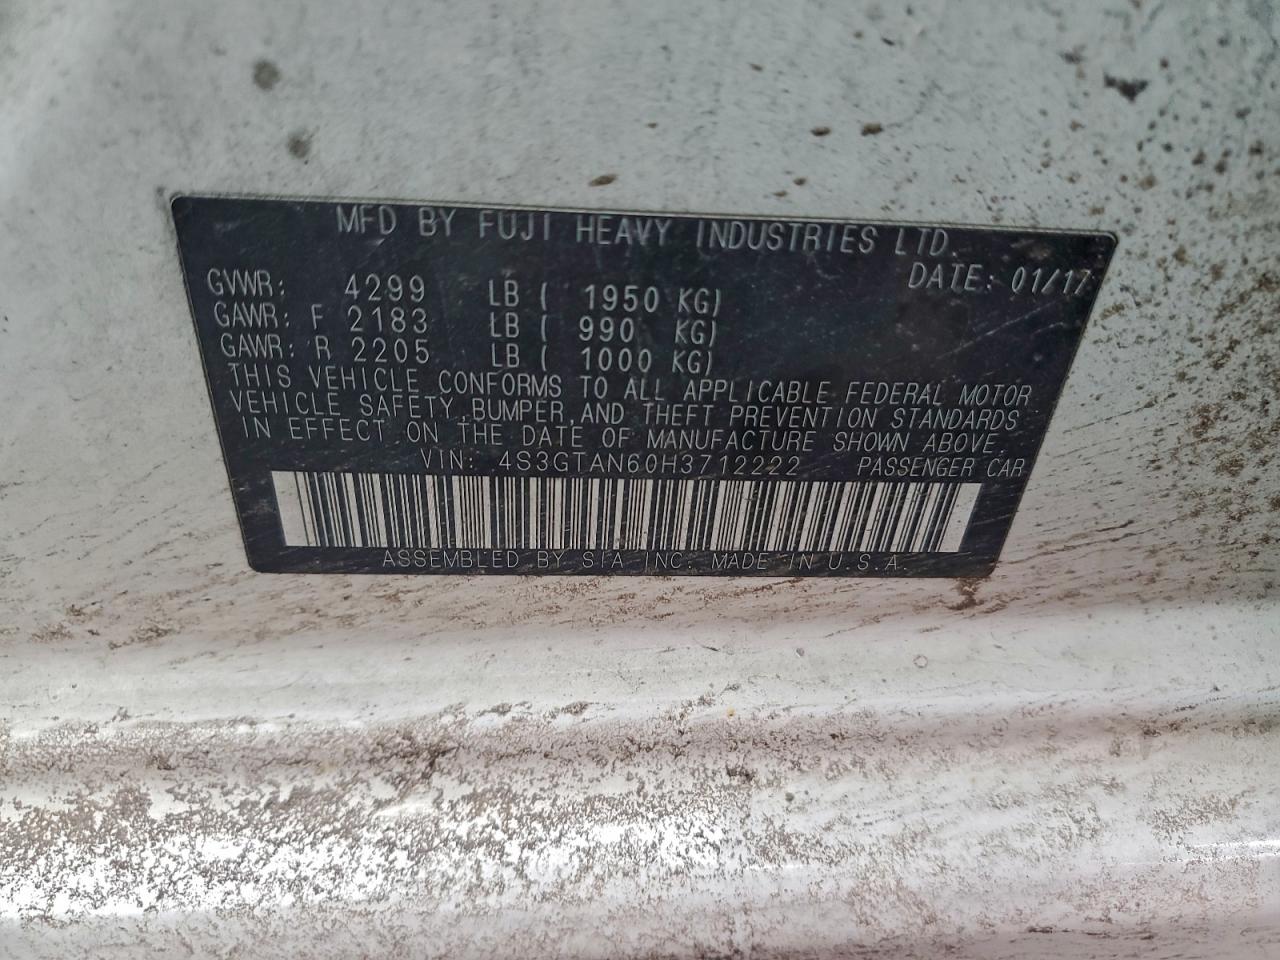 MFD BY FUJI HEAVY INDUSTRIES LTD.
DATE: 01/17
GVWR: 4299 LB ( 1950 KG)
GAWR: F 2183 LB ( 990 KG)
GAWR: R 2205 LB ( 1000 KG)
THIS VEHICLE CONFORMS TO ALL APPLICABLE FEDERAL MOTOR
VEHICLE SAFETY,BUMPER,AND THEFT PREVENTION STANDARDS
IN EFFECT ON THE DATE OF MANUFACTURE SHOWN ABOVE.
VIN: 4S3GTAN60H3712222 PASSENGER CAR
ASSEMBLED BY SIA INC. MADE IN U.S.A.